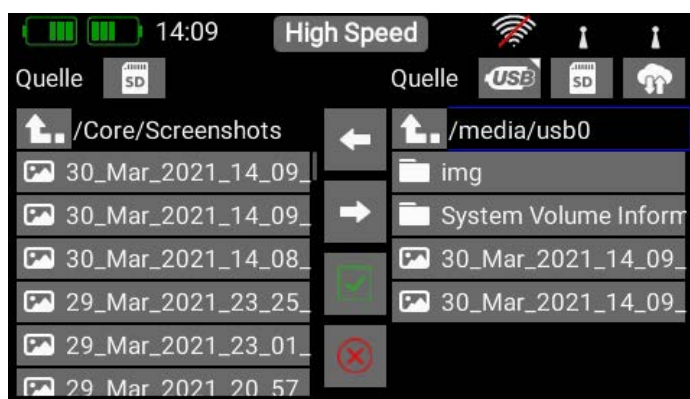 14:09 High Speed
Quelle SD Quelle USB SD
/Core/Screenshots
/media/usb0
30_Mar_2021_14_09_
img
30_Mar_2021_14_09_
System Volume Inform
30_Mar_2021_14_08_
30_Mar_2021_14_09_
29_Mar_2021_23_25_
30_Mar_2021_14_09_
29_Mar_2021_23_01_
29_Mar_2021_20_57